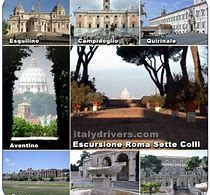 Esquilino
Campidoglio
Quirinale
italydrivers.com
Aventino
Escursione Roma Sette Colli